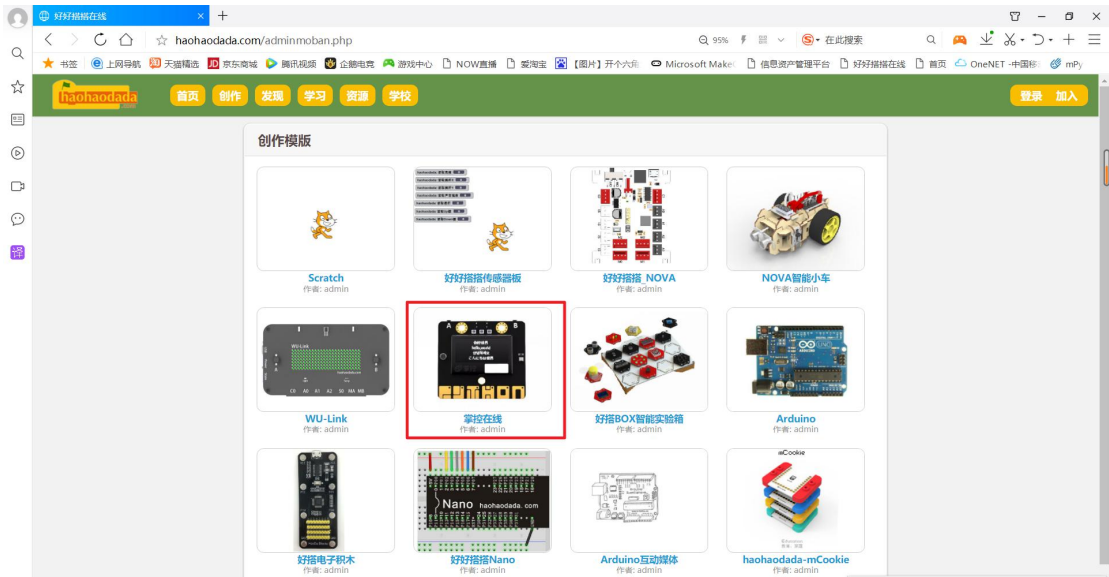 好好搭搭在线
haohaodada.com/adminmoban.php
95%
在此搜索
书签 上网导航 天猫精选 京东商城 腾讯视频 企鹅电竞 游戏中心 NOW直播 爱淘宝 【图片】开个六角 Microsoft Make 信息资产管理平台 好好搭搭在线 首页 OneNET -中国移 mPy
译
haohaodada 首页 创作 发现 学习 资源 学校 登录 加入
创作模版
Scratch 好好搭搭传感器板 好好搭搭_NOVA NOVA智能小车
作者: admin 作者: admin 作者: admin 作者: admin
WU-Link
A B
C0 A0 A1 A2 S0 MA MB
WU-Link 掌控在线 好搭BOX智能实验箱 Arduino
作者: admin 作者: admin 作者: admin 作者: admin
mCookie
Nano haohaodada. com
好搭电子积木 好好搭搭Nano Arduino互动媒体 haohaodada-mCookie
作者: admin 作者: admin 作者: admin 作者: admin